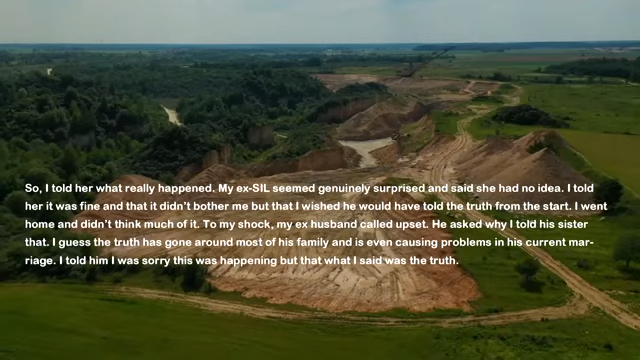 So, I told her what really happened. My ex-SIL seemed genuinely surprised and said she had no idea. I told
her it was fine and that it didn't bother me but that I wished he would have told the truth from the start. I went
home and didn't think much of it. To my shock, my ex husband called upset. He asked why I told his sister
that. I guess the truth has gone around most of his family and is even causing problems in his current mar-
riage. I told him I was sorry this was happening but that what I said was the truth.